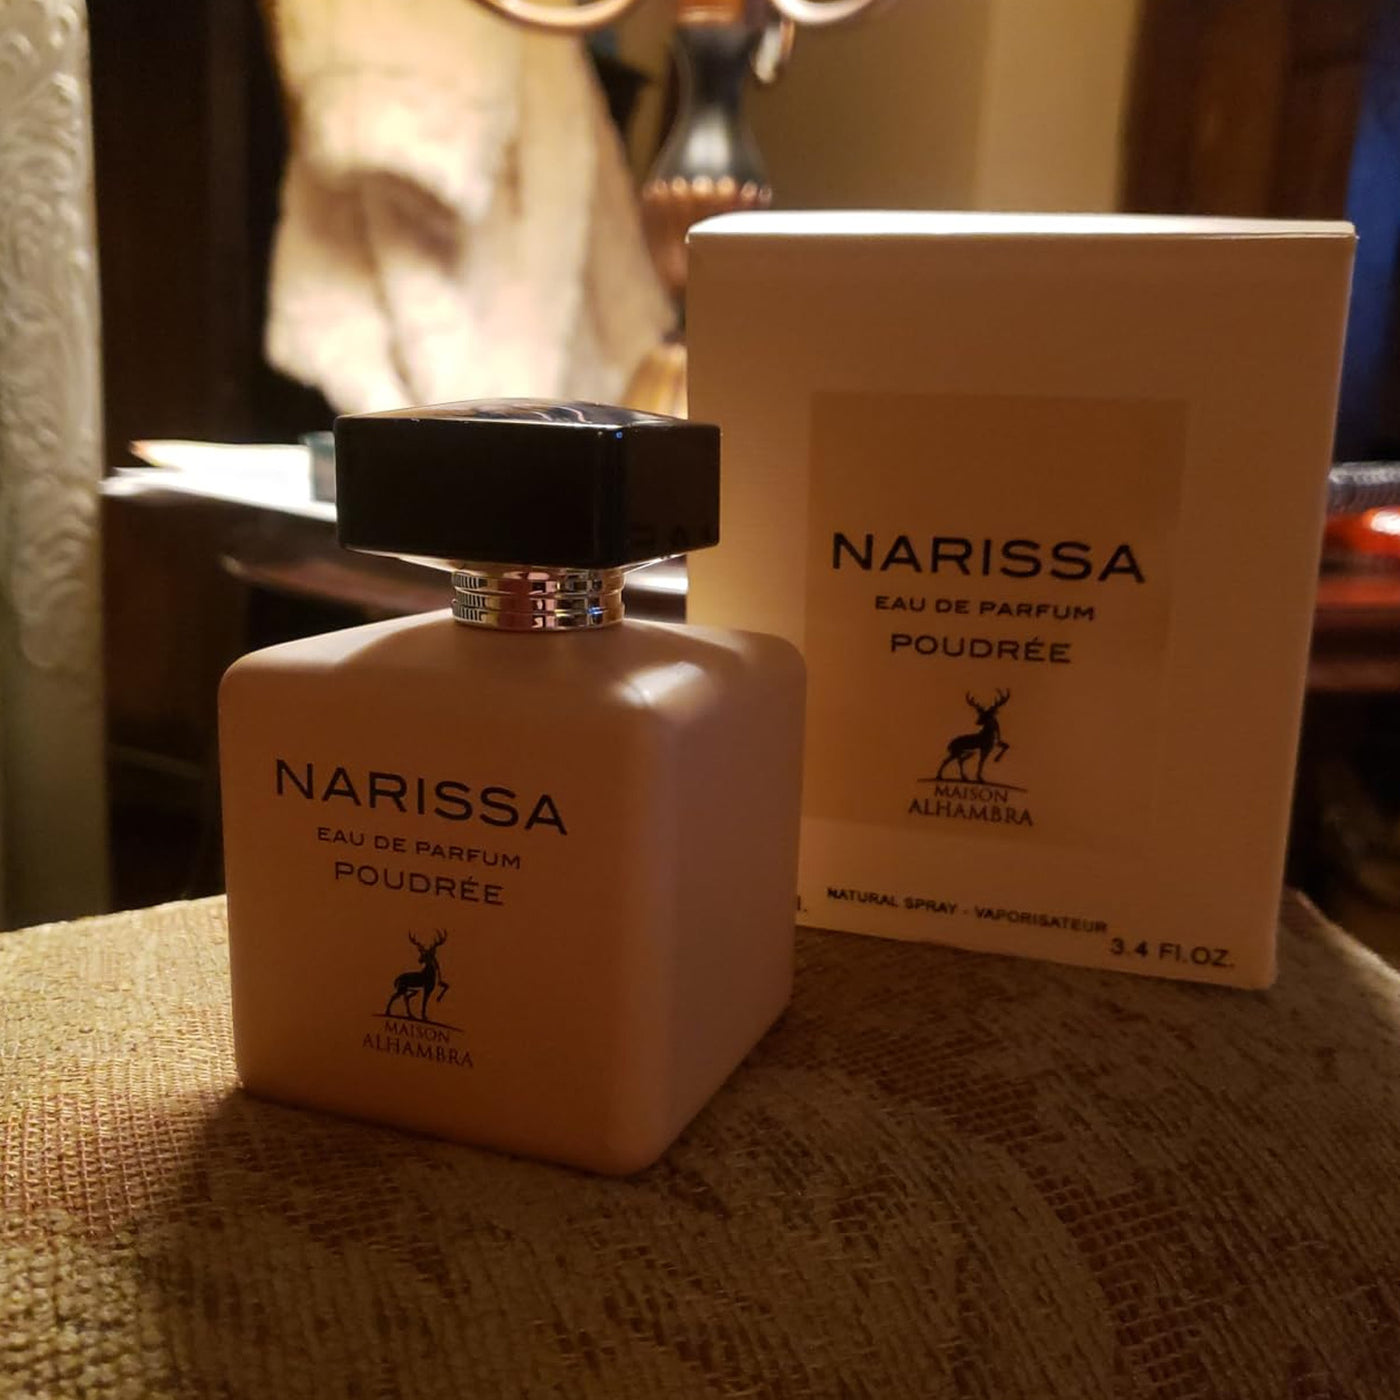 NARISSA
EAU DE PARFUM
POUDRÉE
MAISON
ALHAMBRA
NARISSA
EAU DE PARFUM
POUDRÉE
MAISON
ALHAMBRA
NATURAL SPRAY - VAPORISATEUR
3.4 Fl.OZ.